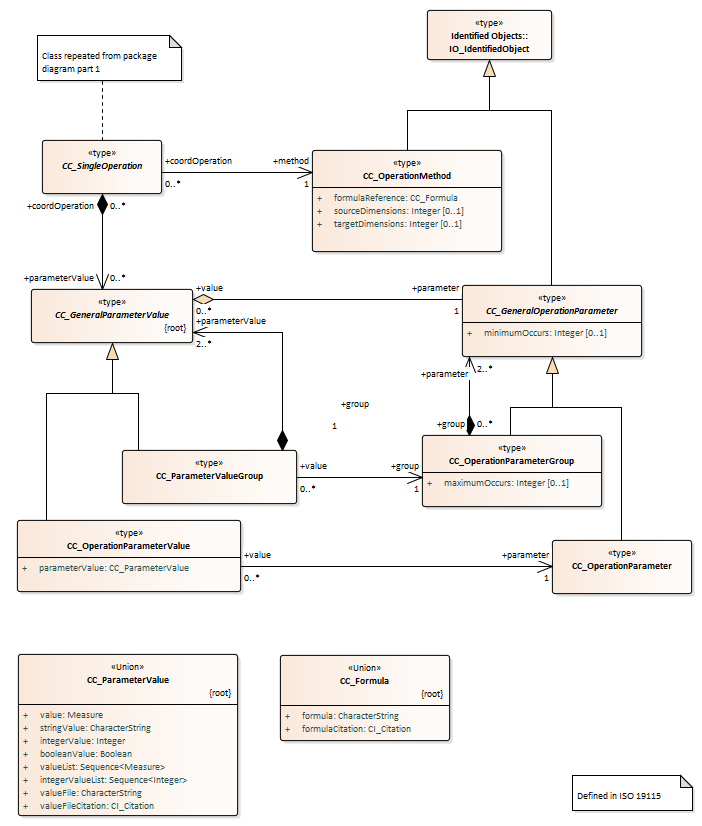 «type»
Identified Objects::
IO_IdentifiedObject
Class repeated from package
diagram part 1
«type»
CC_SingleOperation
+coordOperation
0..*
+method
1
«type»
CC_OperationMethod
+ formulaReference: CC_Formula
+ sourceDimensions: Integer [0..1]
+ targetDimensions: Integer [0..1]
+coordOperation
0..*
+parameterValue
0..*
«type»
CC_GeneralParameterValue
{root}
+value
0..*
+parameter
1
+parameterValue
2..*
«type»
CC_GeneralOperationParameter
+ minimumOccurs: Integer [0..1]
+parameter
2..*
+group
1
+group
0..*
«type»
CC_ParameterValueGroup
+value
0..*
+group
1
«type»
CC_OperationParameterGroup
+ maximumOccurs: Integer [0..1]
«type»
CC_OperationParameterValue
+ parameterValue: CC_ParameterValue
+value
0..*
+parameter
1
«type»
CC_OperationParameter
«Union»
CC_ParameterValue
{root}
+ value: Measure
+ stringValue: CharacterString
+ integerValue: Integer
+ booleanValue: Boolean
+ valueList: Sequence<Measure>
+ integerValueList: Sequence<Integer>
+ valueFile: CharacterString
+ valueFileCitation: CI_Citation
«Union»
CC_Formula
{root}
+ formula: CharacterString
+ formulaCitation: CI_Citation
Defined in ISO 19115